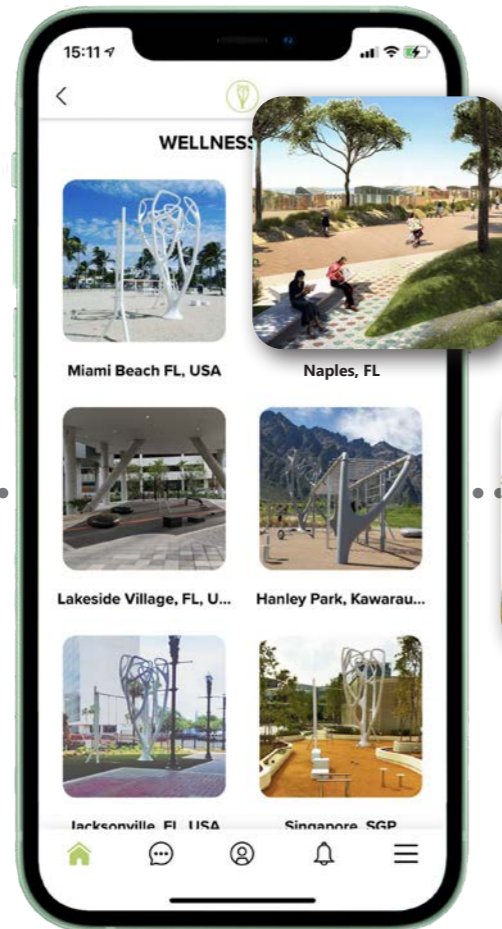 15:11
WELLNESS
Miami Beach FL, USA
Naples, FL
Lakeside Village, FL, U...
Hanley Park, Kawarau...
Jacksonville, FL, USA
Singapore, SGP